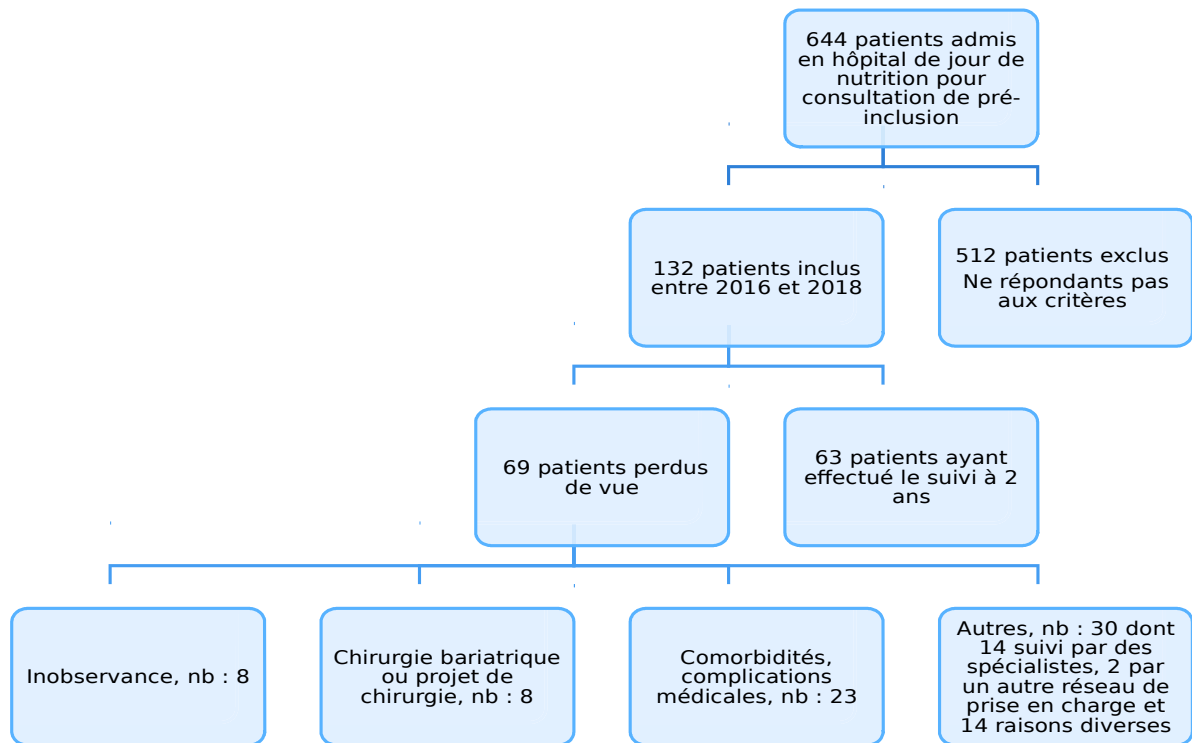 644 patients admis
en hôpital de jour de
nutrition pour
consultation de pré-
inclusion
132 patients inclus
entre 2016 et 2018
512 patients exclus
Ne répondants pas
aux critères
69 patients perdus
de vue
63 patients ayant
effectué le suivi à 2
ans
Inobservance, nb : 8
Chirurgie bariatrique
ou projet de
chirurgie, nb : 8
Comorbidités,
complications
médicales, nb : 23
Autres, nb : 30 dont
14 suivi par des
spécialistes, 2 par
un autre réseau de
prise en charge et
14 raisons diverses